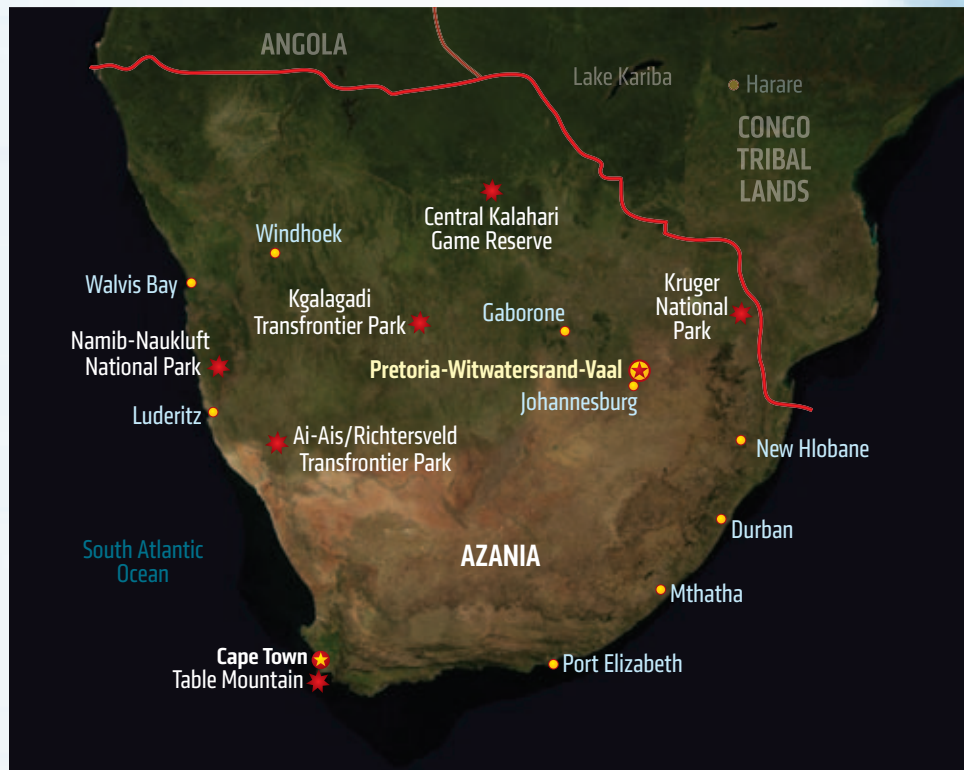 ANGOLA
Lake Kariba
Harare
CONGO
TRIBAL
LANDS
Central Kalahari
Game Reserve
Windhoek
Walvis Bay
Kgalagadi
Transfrontier Park
Gaborone
Kruger
National
Park
Namib-Naukluft
National Park
Pretoria-Witwatersrand-Vaal
Johannesburg
Luderitz
Ai-Ais/Richtersveld
Transfrontier Park
New Hlobane
Durban
South Atlantic
Ocean
AZANIA
Mthatha
Cape Town
Table Mountain
Port Elizabeth